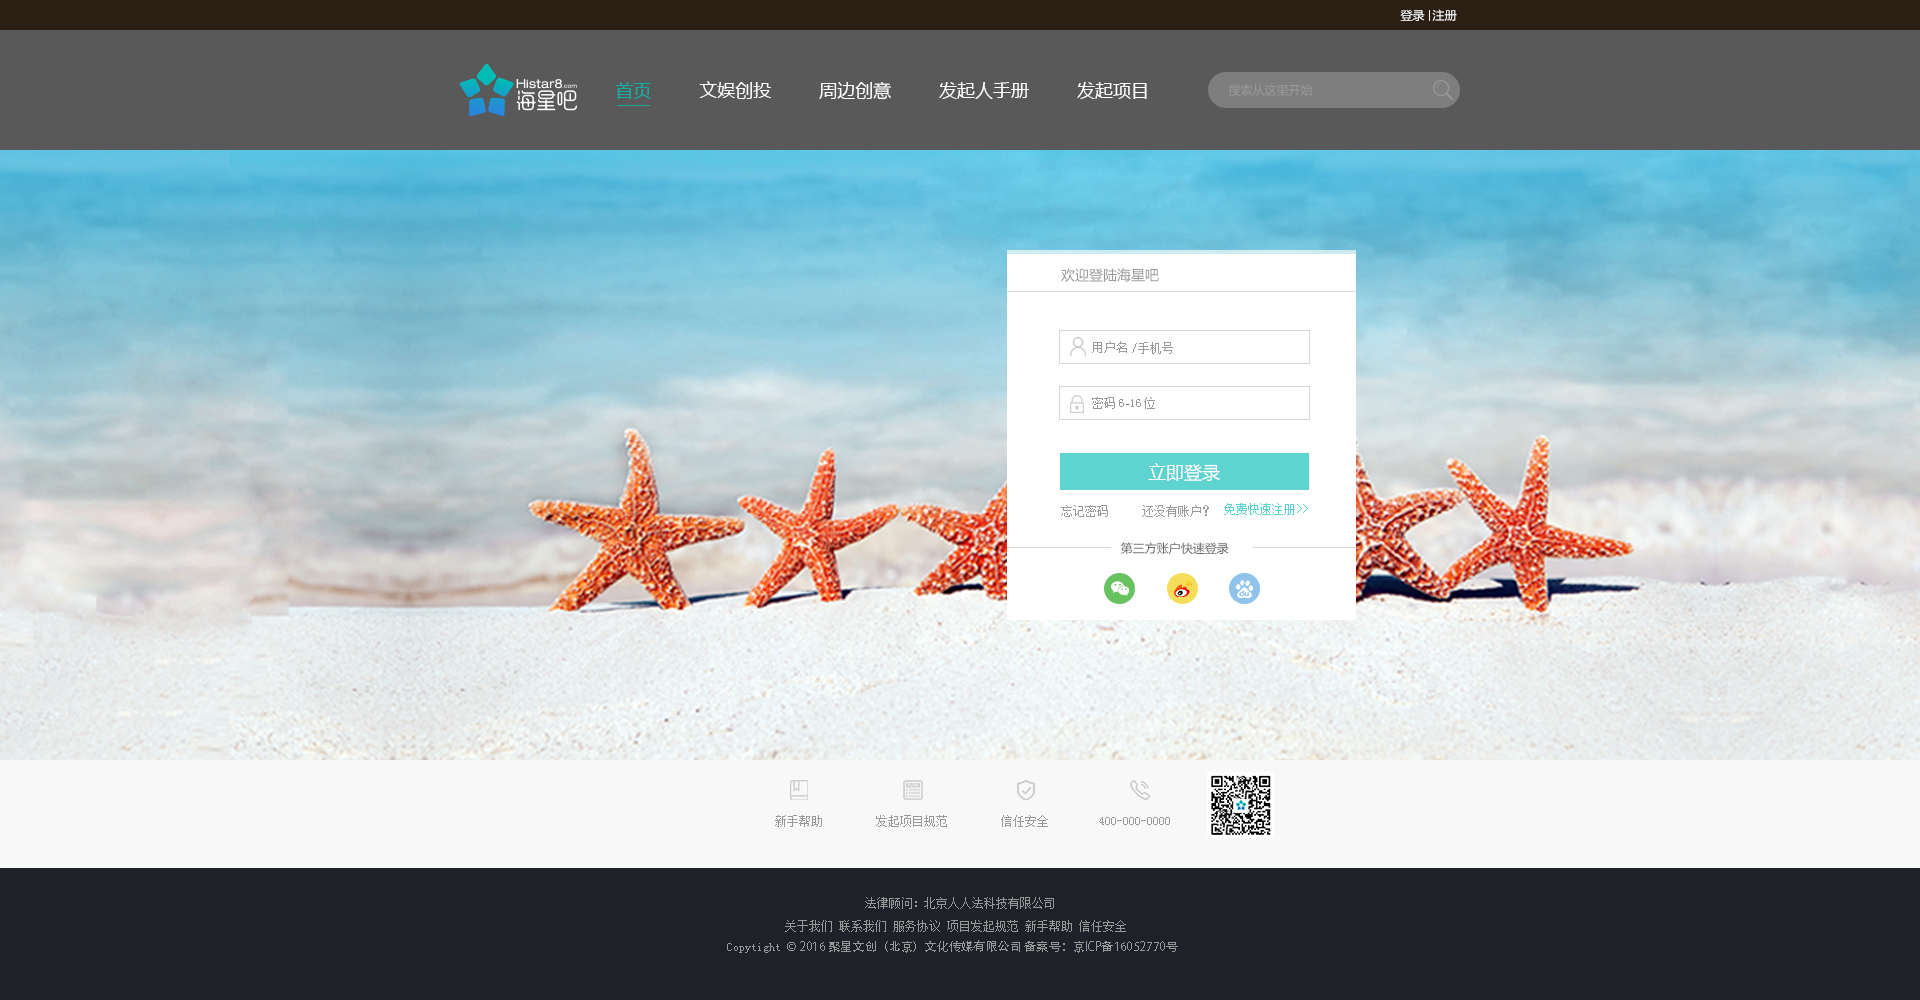 登录 |注册
Histar8.com
海星吧
首页 文娱创投 周边创意 发起人手册 发起项目 搜索从这里开始
欢迎登陆海星吧
用户名 /手机号
密码 6-16 位
立即登录
忘记密码 还没有账户? 免费快速注册>>
第三方账户快速登录
新手帮助 发起项目规范 信任安全 400-000-0000
法律顾问：北京人人法科技有限公司
关于我们 联系我们 服务协议 项目发起规范 新手帮助 信任安全
Copytight © 2016 聚星文创（北京）文化传媒有限公司 备案号：京ICP备16052770号